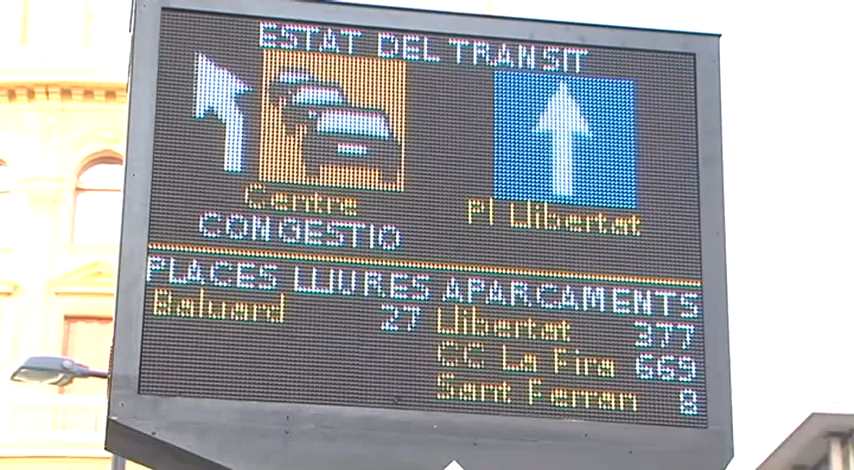 ESTAT DEL TRANSIT
Centre
CONGESTIO
Pl Llibertat
PLACES LLIURES APARCAMENTS
Baluard 27
Llibertat 377
CC La Fira 669
Sant Ferran 8